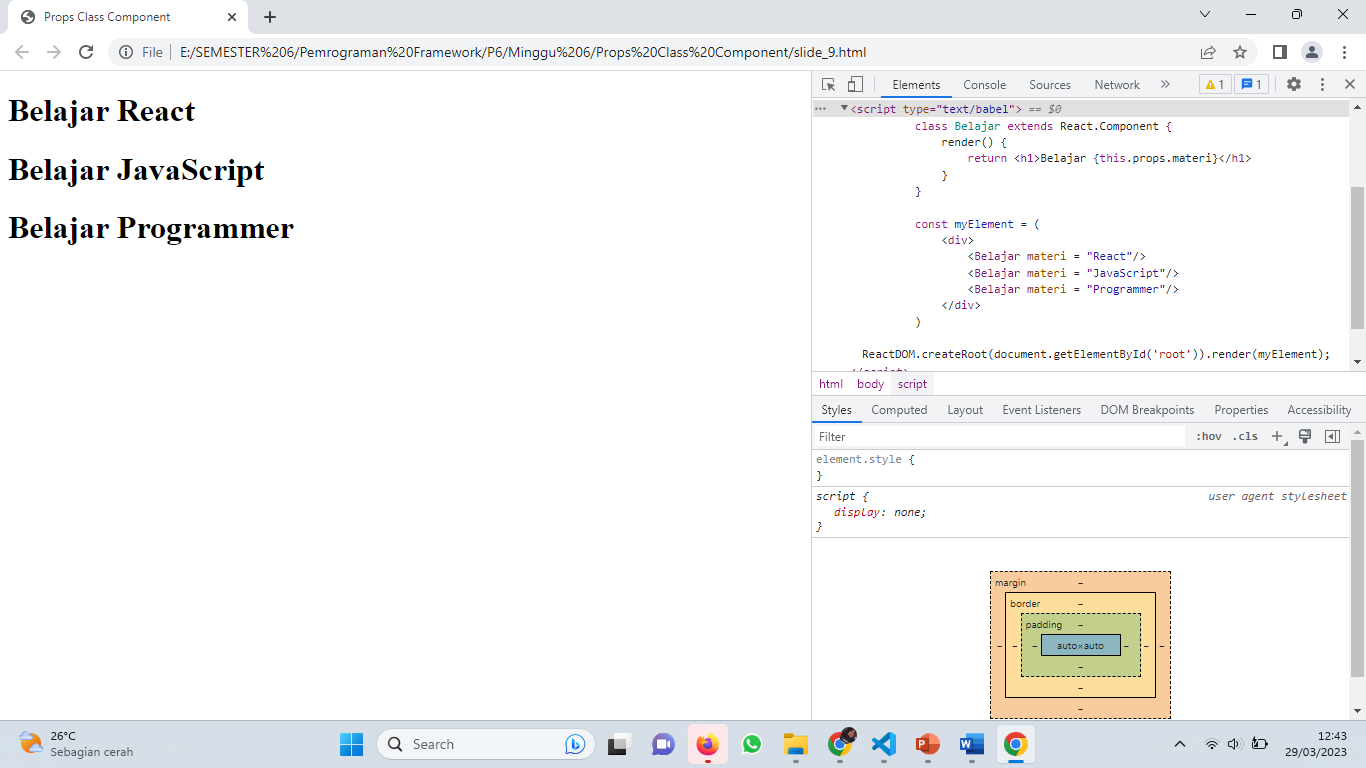 Props Class Component
File
E:/SEMESTER%206/Pemrograman%20Framework/P6/Minggu%206/Props%20Class%20Component/slide_9.html
Belajar React
Belajar JavaScript
Belajar Programmer
Elements Console Sources Network » 1 1
<script type="text/babel"> == $0
class Belajar extends React.Component {
render() {
return <h1>Belajar {this.props.materi}</h1>
}
}
const myElement = (
<div>
<Belajar materi = "React"/>
<Belajar materi = "JavaScript"/>
<Belajar materi = "Programmer"/>
</div>
)
ReactDOM.createRoot(document.getElementById('root')).render(myElement);
</script>
html body script
Styles Computed Layout Event Listeners DOM Breakpoints Properties Accessibility
Filter :hov .cls +
element.style {
}
script { user agent stylesheet
display: none;
}
margin –
border –
padding –
– – – auto×auto – – –
–
–
–
26°C
Sebagian cerah
Search
12:43
29/03/2023